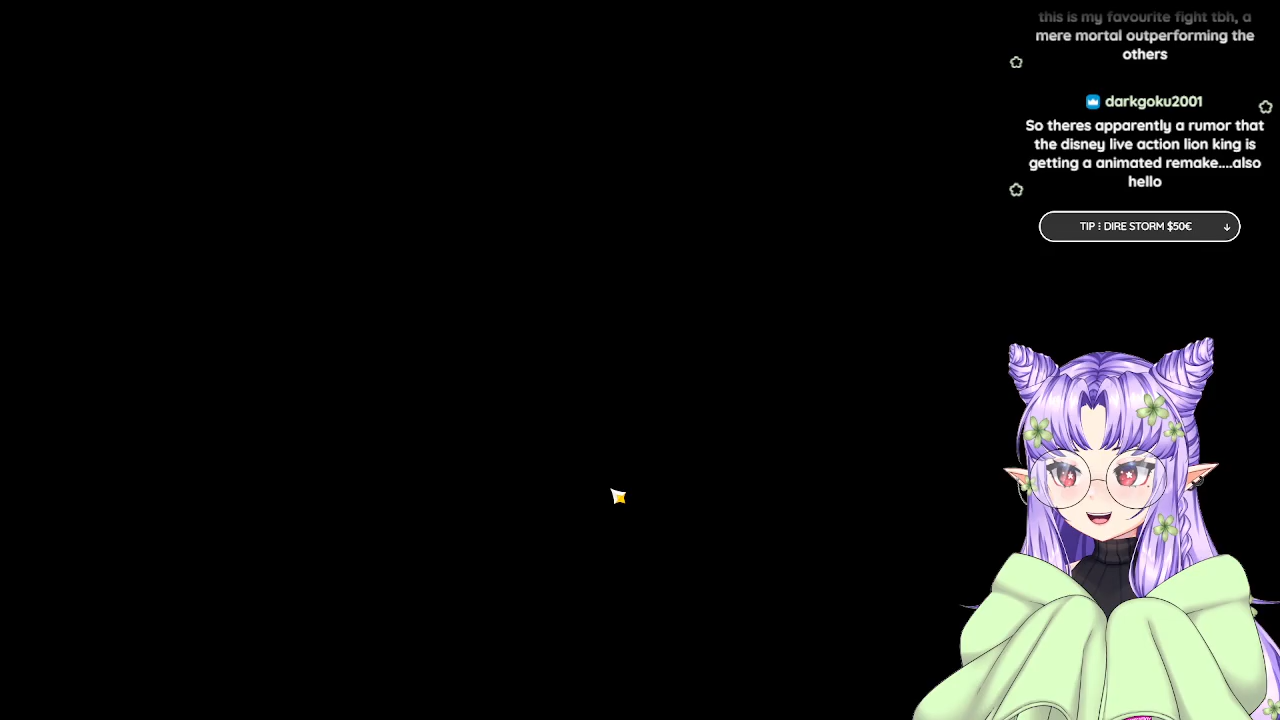 this is my favourite fight tbh, a
mere mortal outperforming the
others
darkgoku2001
So theres apparently a rumor that
the disney live action lion king is
getting a animated remake....also
hello
TIP : DIRE STORM $50€